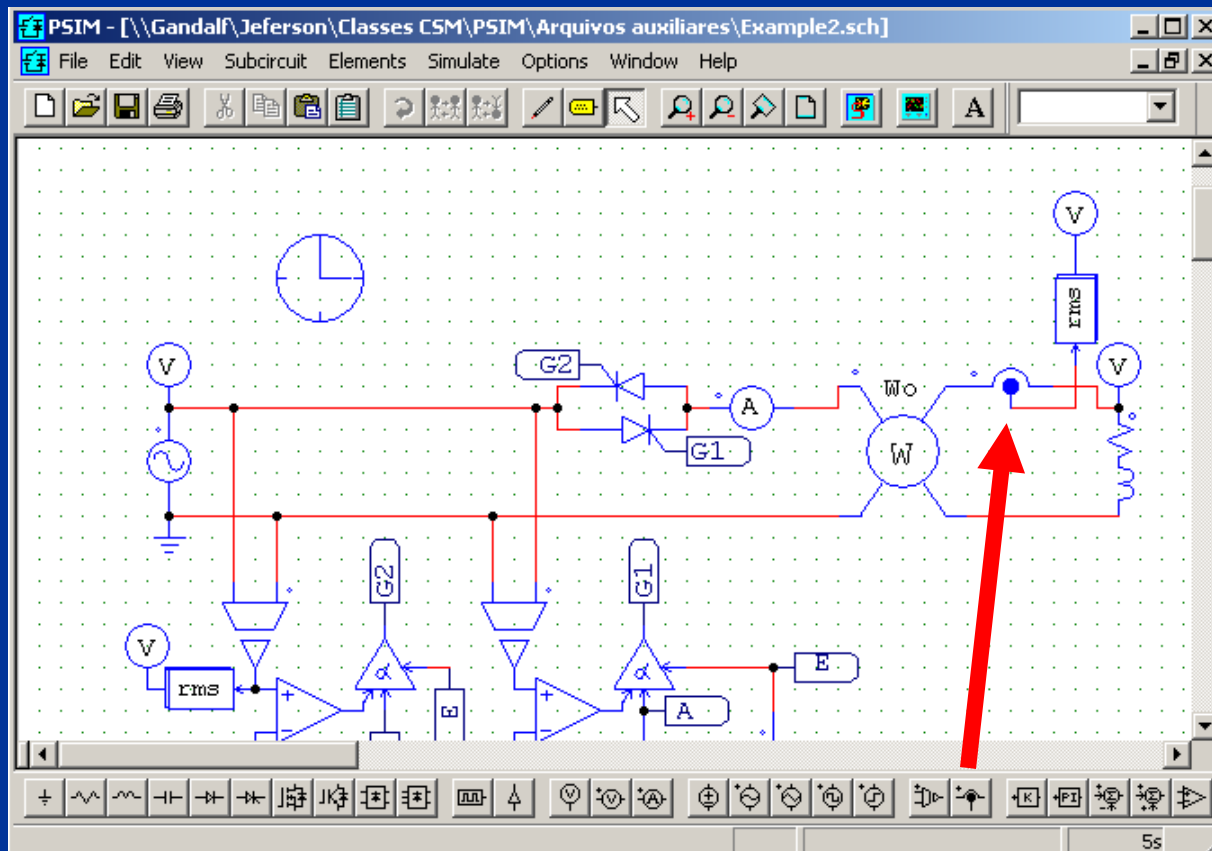 PSIM - [\\Gandalf\Jeferson\Classes CSM\PSIM\Arquivos auxiliares\Example2.sch]
File Edit View Subcircuit Elements Simulate Options Window Help
A
V
rms
V
G2
V
Wo
A
W
G1
G2
G1
V
E
α
α
rms
E
A
V V A K PI
5s